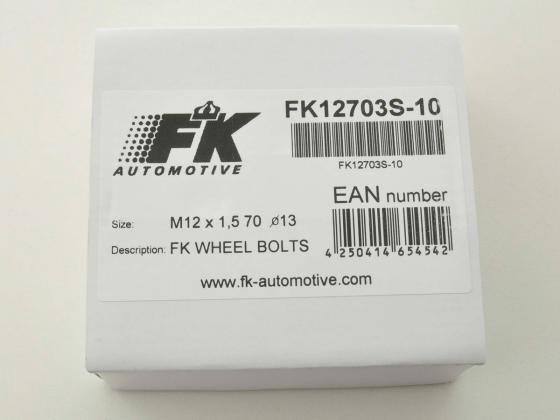 FK
AUTOMOTIVE
FK12703S-10
FK12703S-10
EAN number
4 250414 654542
Size: M12 x 1,5 70 ø13
Description: FK WHEEL BOLTS
www.fk-automotive.com